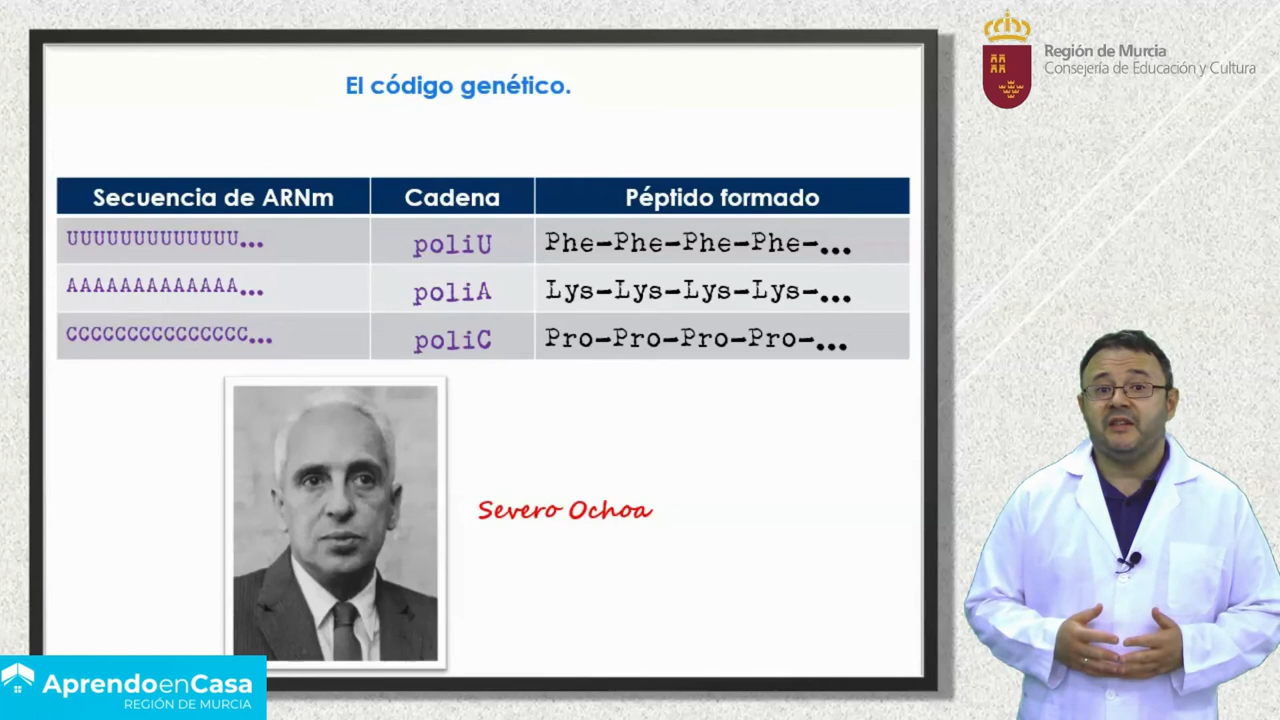 El código genético.
Región de Murcia
Consejería de Educación y Cultura
Secuencia de ARNm Cadena Péptido formado
UUUUUUUUUUUUU... poliU Phe-Phe-Phe-Phe-...
AAAAAAAAAAAAA... poliA Lys-Lys-Lys-Lys-...
CCCCCCCCCCCCCCC... poliC Pro-Pro-Pro-Pro-...
Severo Ochoa
AprendoenCasa
REGIÓN DE MURCIA